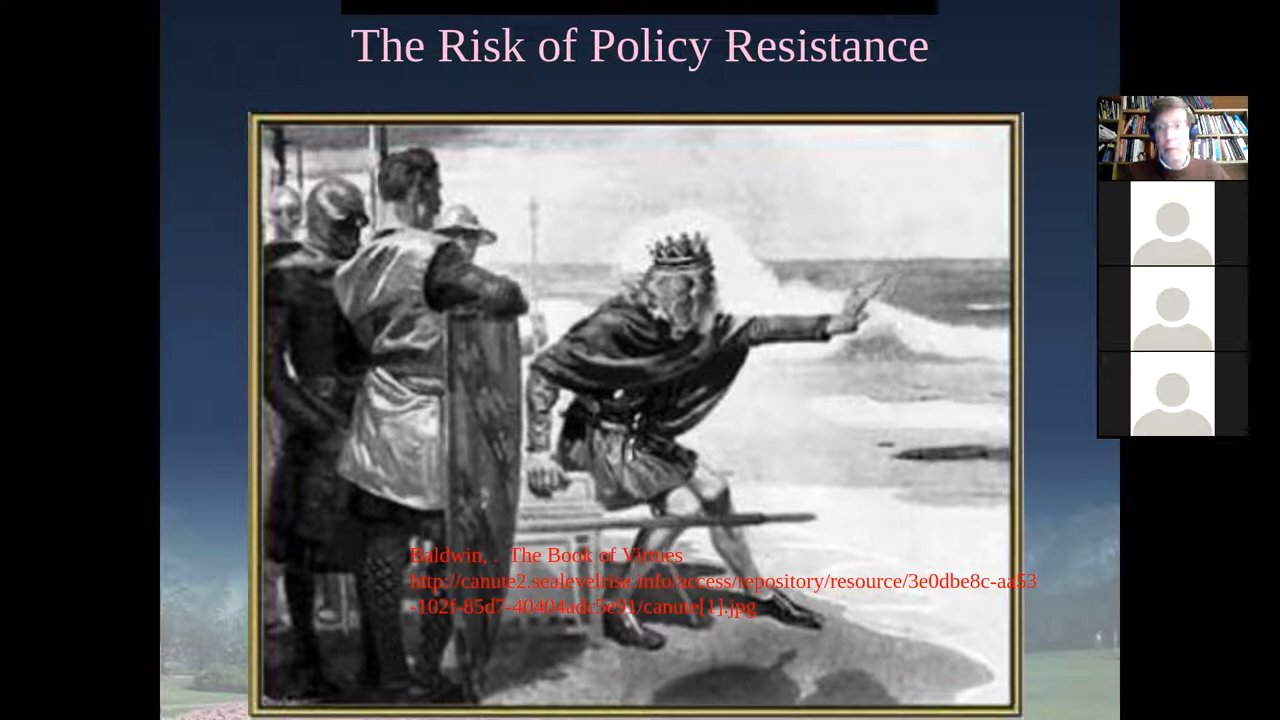 The Risk of Policy Resistance
Baldwin, . The Book of Virtues
http://canute2.sealevelrise.info/access/repository/resource/3e0dbe8c-aa53
-102f-85d7-40404adc5e91/canute[1].jpg